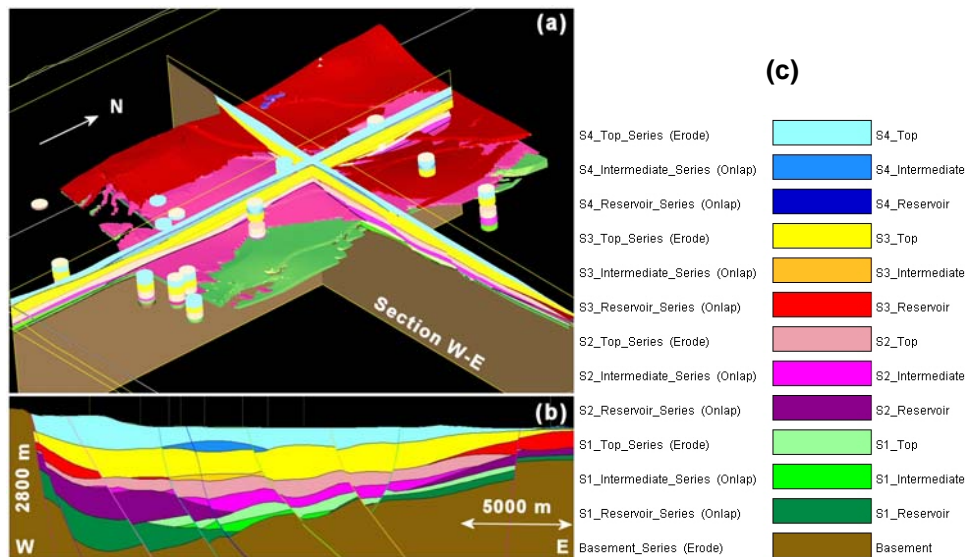 (a)
N
Section W-E
(b)
2800 m
5000 m
W
E
(c)
S4_Top_Series (Erode) S4_Top
S4_Intermediate_Series (Onlap) S4_Intermediate
S4_Reservoir_Series (Onlap) S4_Reservoir
S3_Top_Series (Erode) S3_Top
S3_Intermediate_Series (Onlap) S3_Intermediate
S3_Reservoir_Series (Onlap) S3_Reservoir
S2_Top_Series (Erode) S2_Top
S2_Intermediate_Series (Onlap) S2_Intermediate
S2_Reservoir_Series (Onlap) S2_Reservoir
S1_Top_Series (Erode) S1_Top
S1_Intermediate_Series (Onlap) S1_Intermediate
S1_Reservoir_Series (Onlap) S1_Reservoir
Basement_Series (Erode) Basement